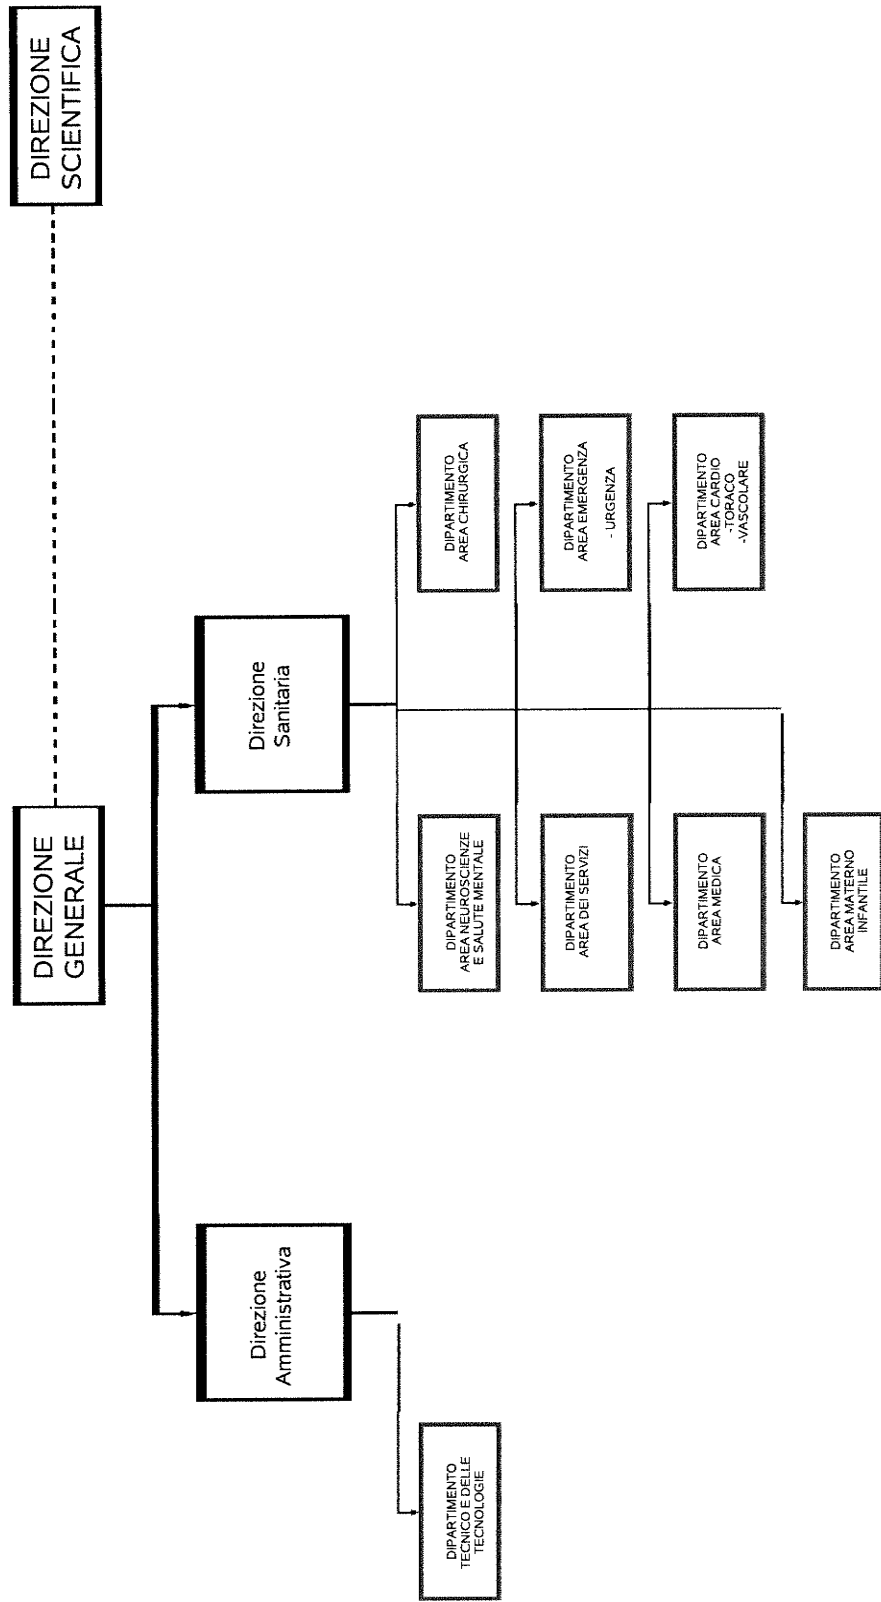 DIREZIONE
GENERALE
DIREZIONE
SCIENTIFICA
Direzione
Amministrativa
Direzione
Sanitaria
DIPARTIMENTO
TECNICO E DELLE
TECNOLOGIE
DIPARTIMENTO
AREA NEUROSCIENZE
E SALUTE MENTALE
DIPARTIMENTO
AREA CHIRURGICA
DIPARTIMENTO
AREA DEI SERVIZI
DIPARTIMENTO
AREA EMERGENZA
- URGENZA
DIPARTIMENTO
AREA MEDICA
DIPARTIMENTO
AREA CARDIO
-TORACO
-VASCOLARE
DIPARTIMENTO
AREA MATERNO
INFANTILE